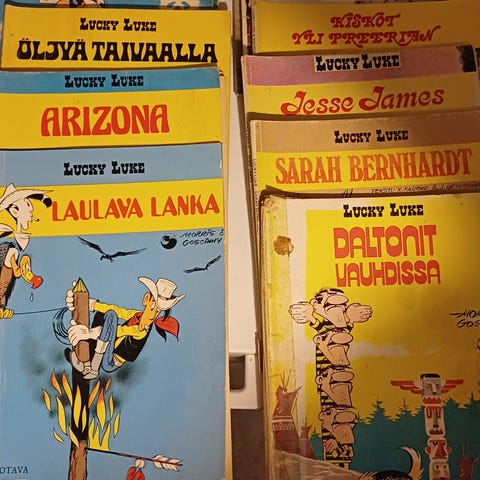 LUCKY LUKE
ÖLJYÄ TAIVAALLA
LUCKY LUKE
ARIZONA
LUCKY LUKE
LAULAVA LANKA
MORRIS &
GOSCINNY
OTAVA
KISKOT
YLI PREERIAN
LUCKY LUKE
Jesse James
LUCKY LUKE
SARAH BERNHARDT
LUCKY LUKE
DALTONIT
VAUHDISSA